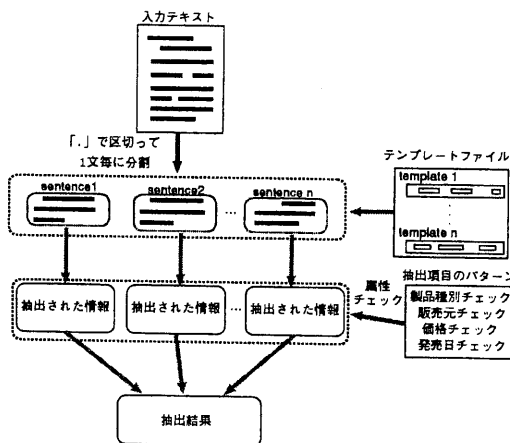 入力テキスト
「.」で区切って
1文毎に分割
テンプレートファイル
sentence1
sentence2
…
sentence n
template 1
template n
属性
チェック
抽出項目のパターン
抽出された情報
抽出された情報
…
抽出された情報
製品種別チェック
販売元チェック
価格チェック
発売日チェック
抽出結果